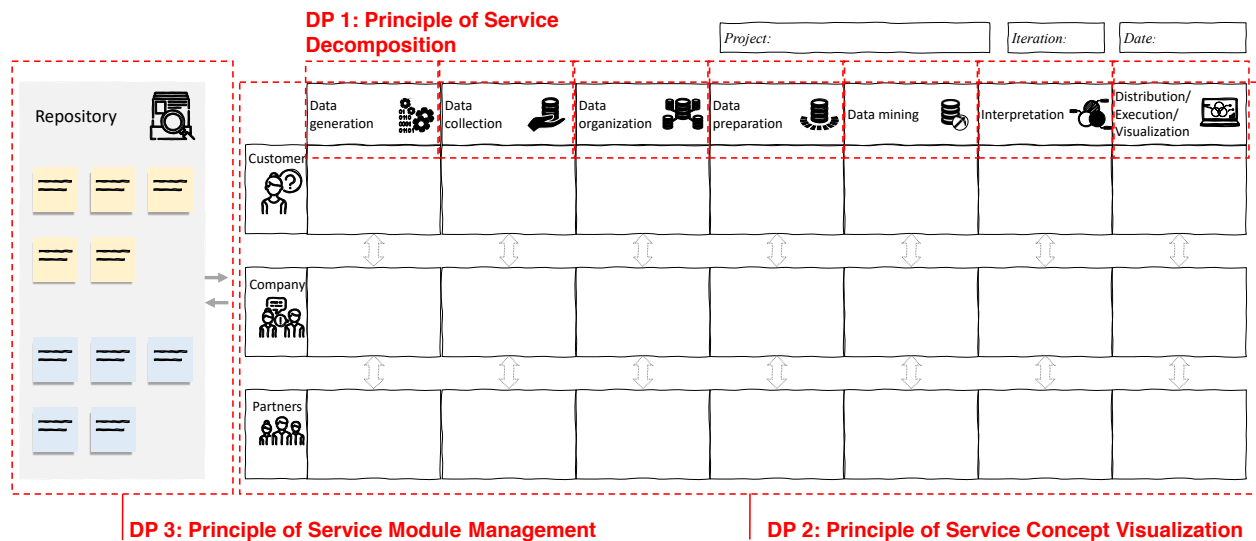 DP 1: Principle of Service
Decomposition
Project:
Iteration:
Date:
Repository
Data
generation
Data
collection
Data
organization
Data
preparation
Data mining
Interpretation
Distribution/
Execution/
Visualization
Customer
Company
Partners
DP 3: Principle of Service Module Management
DP 2: Principle of Service Concept Visualization